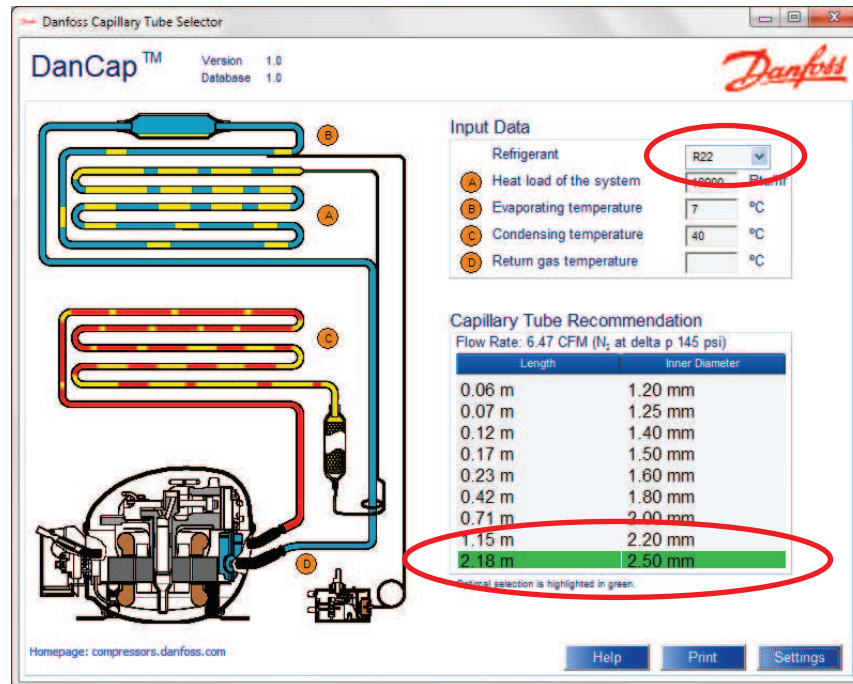 Danfoss Capillary Tube Selector
DanCap™
Version 1.0
Database 1.0
Danfoss
B
A
C
D
Input Data
Refrigerant R22
A Heat load of the system Btu/hr
B Evaporating temperature 7 ºC
C Condensing temperature 40 ºC
D Return gas temperature ºC
Capillary Tube Recommendation
Flow Rate: 6.47 CFM (N₂ at delta p 145 psi)
Length Inner Diameter
0.06 m 1.20 mm
0.07 m 1.25 mm
0.12 m 1.40 mm
0.17 m 1.50 mm
0.23 m 1.60 mm
0.42 m 1.80 mm
0.71 m 2.00 mm
1.15 m 2.20 mm
2.18 m 2.50 mm
Optimal selection is highlighted in green.
Homepage: compressors.danfoss.com
Help Print Settings